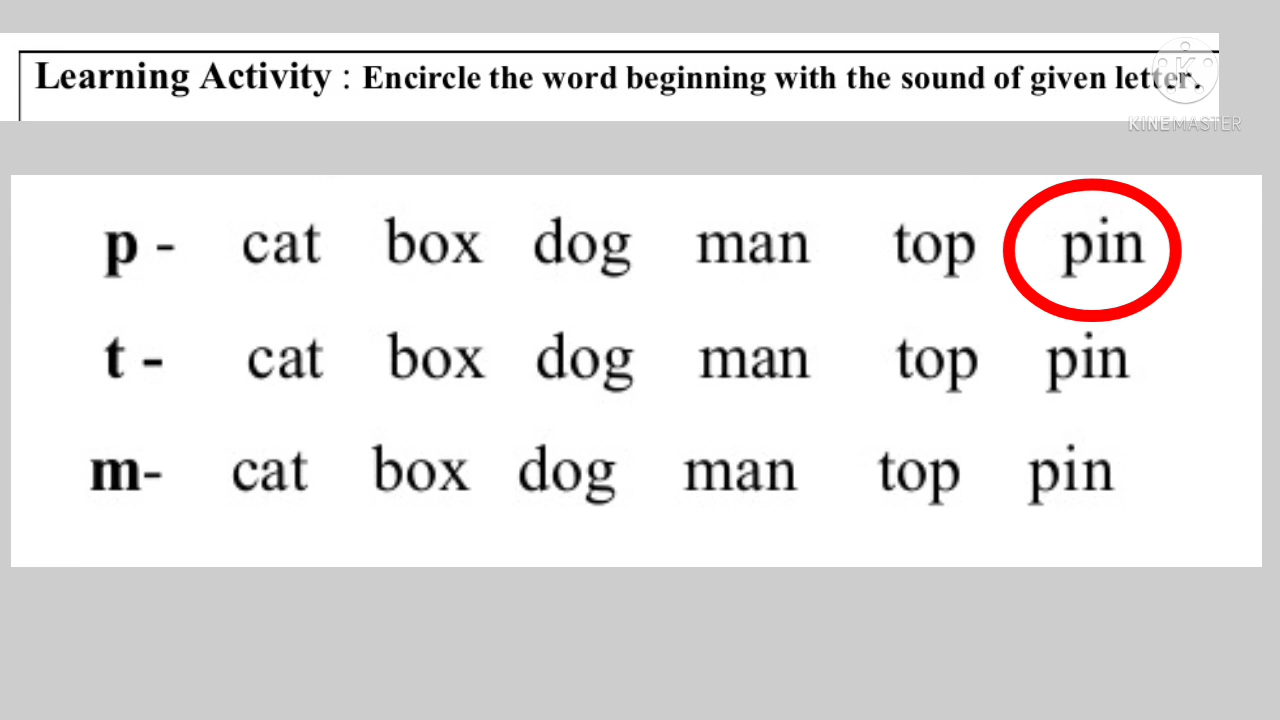 Learning Activity : Encircle the word beginning with the sound of given letter.
KINEMASTER
p - cat box dog man top pin
t - cat box dog man top pin
m- cat box dog man top pin